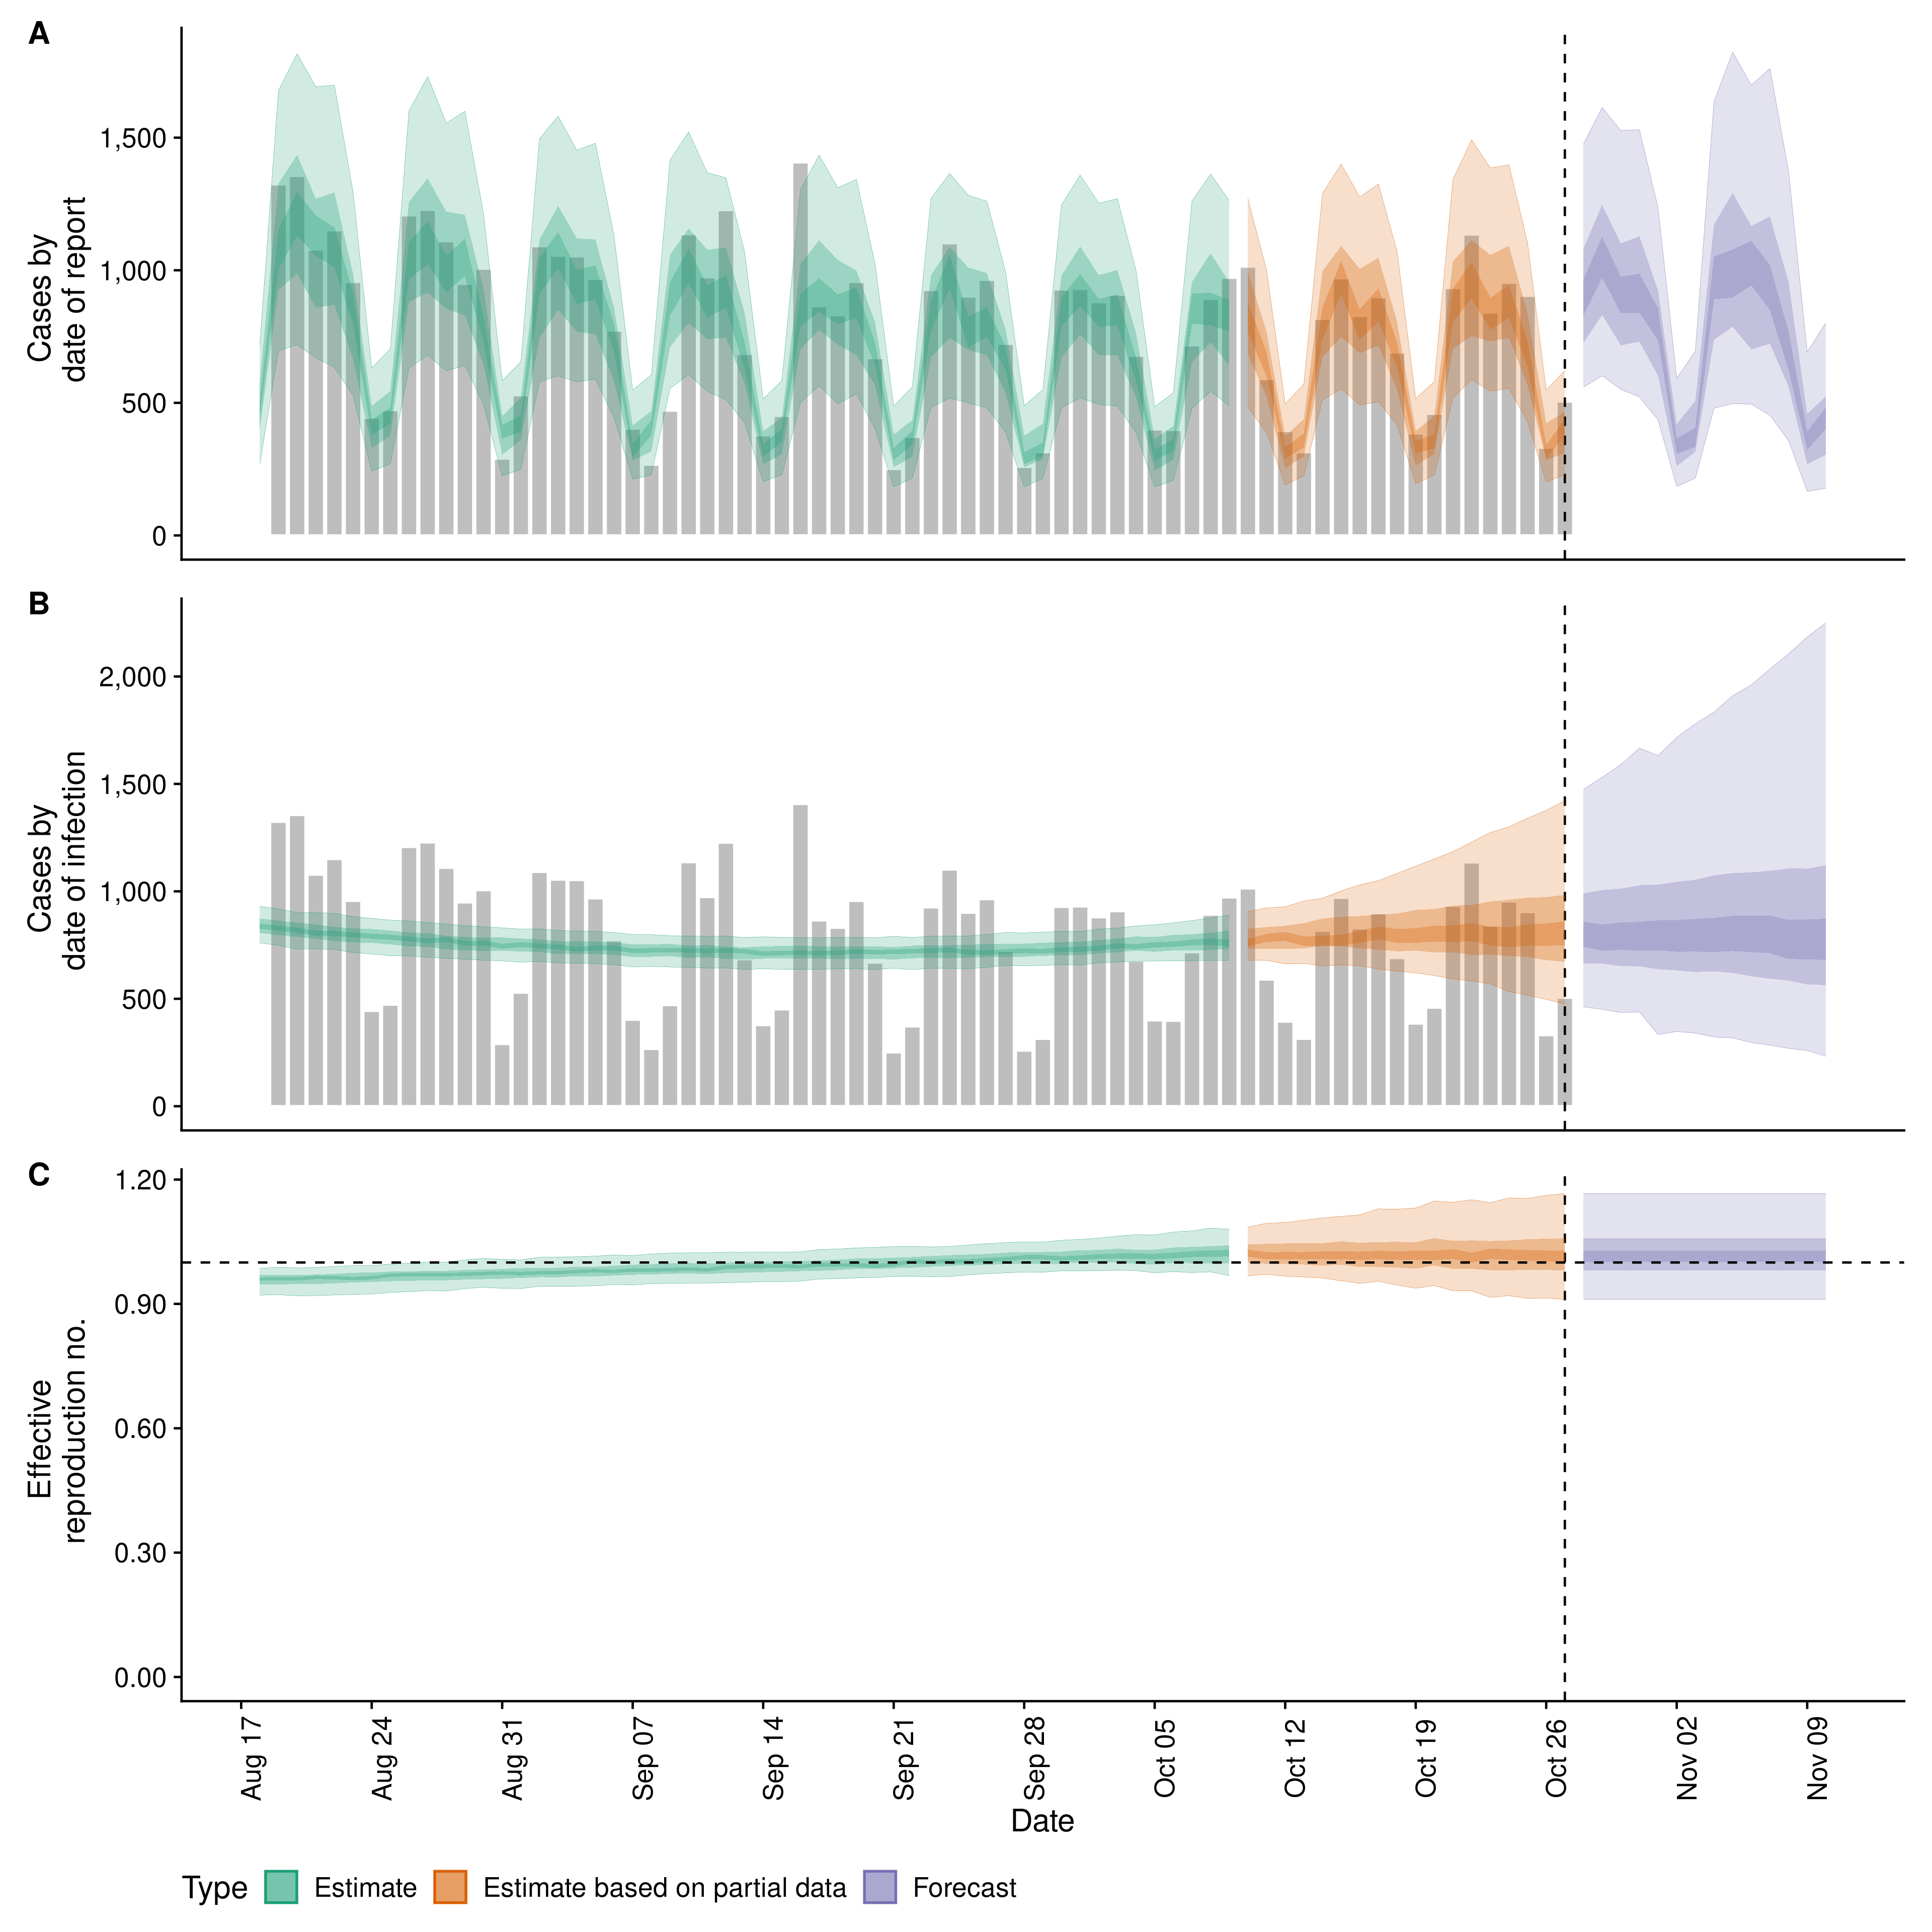 A
1,500
1,000
500
0
Cases by
date of report
B
2,000
1,500
1,000
500
0
Cases by
date of infection
C
1.20
0.90
0.60
0.30
0.00
Effective
reproduction no.
Aug 17
Aug 24
Aug 31
Sep 07
Sep 14
Sep 21
Sep 28
Oct 05
Oct 12
Oct 19
Oct 26
Nov 02
Nov 09
Date
Type Estimate Estimate based on partial data Forecast